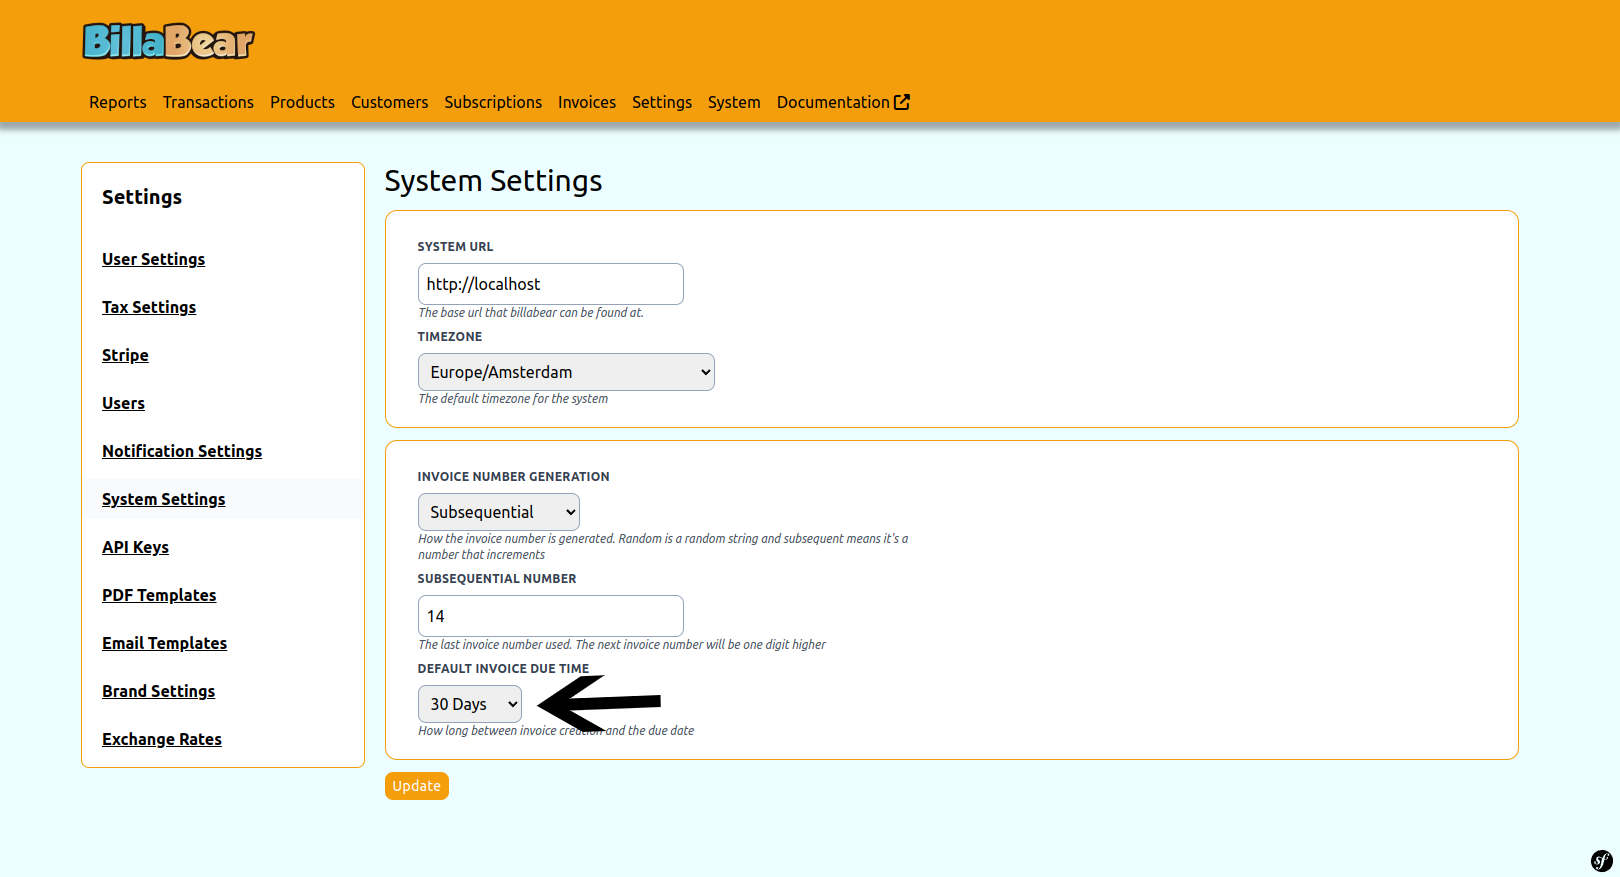 BillaBear
Reports Transactions Products Customers Subscriptions Invoices Settings System Documentation
Settings
User Settings
Tax Settings
Stripe
Users
Notification Settings
System Settings
API Keys
PDF Templates
Email Templates
Brand Settings
Exchange Rates
System Settings
SYSTEM URL
http://localhost
The base url that billabear can be found at.
TIMEZONE
Europe/Amsterdam
The default timezone for the system
INVOICE NUMBER GENERATION
Subsequential
How the invoice number is generated. Random is a random string and subsequent means it's a
number that increments
SUBSEQUENTIAL NUMBER
14
The last invoice number used. The next invoice number will be one digit higher
DEFAULT INVOICE DUE TIME
30 Days
How long between invoice creation and the due date
Update
sf